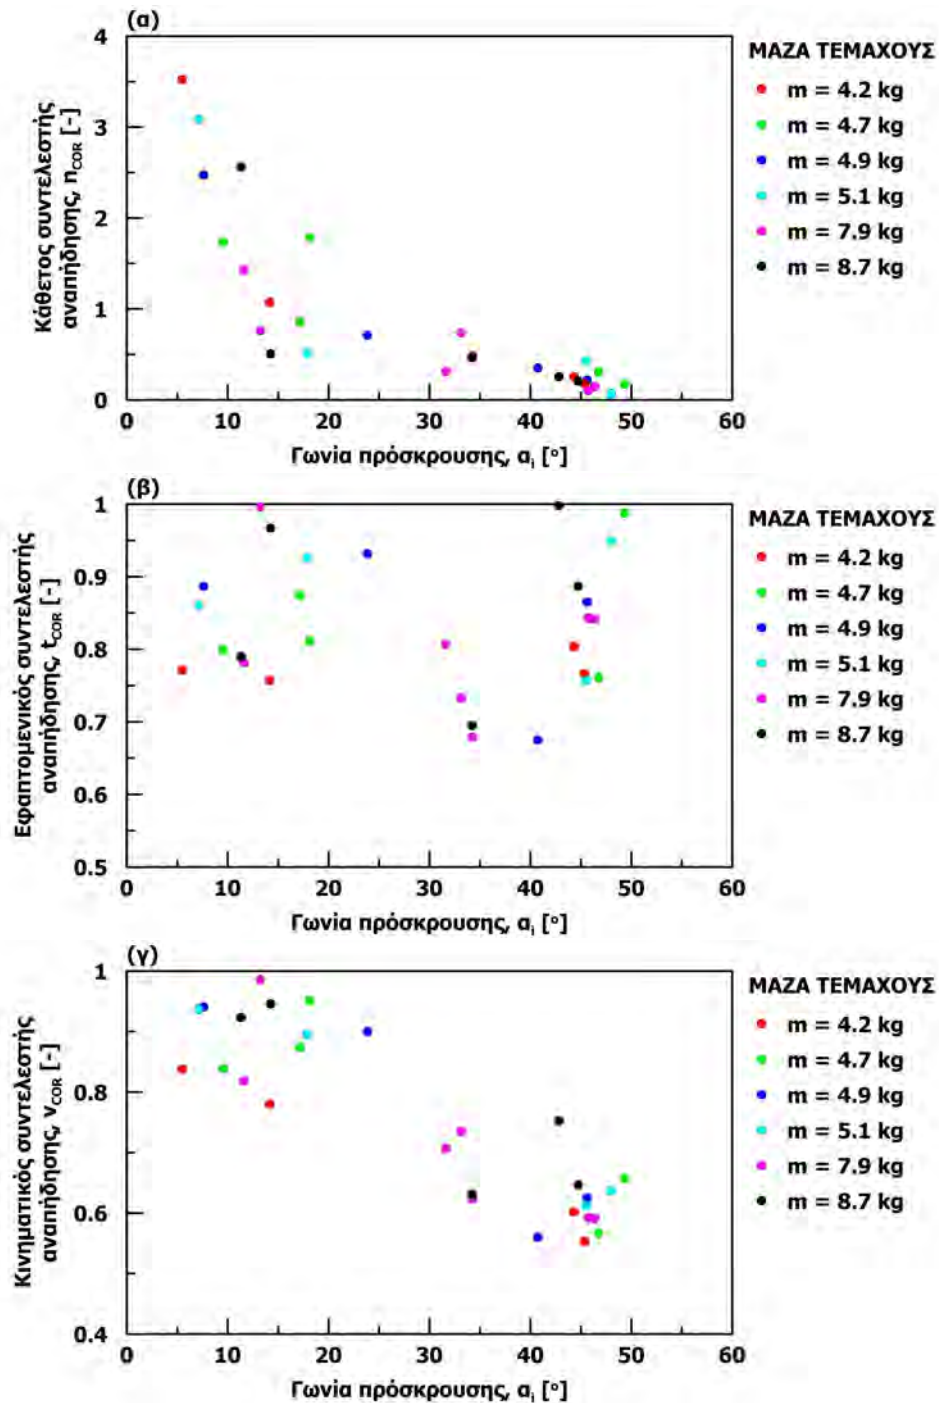 (α)
Κάθετος συντελεστής
αναπήδησης, n_COR [-]
4
3
2
1
0
0 10 20 30 40 50 60
Γωνία πρόσκρουσης, α_i [°]
ΜΑΖΑ ΤΕΜΑΧΟΥΣ
m = 4.2 kg
m = 4.7 kg
m = 4.9 kg
m = 5.1 kg
m = 7.9 kg
m = 8.7 kg
(β)
Εφαπτομενικός συντελεστής
αναπήδησης, t_COR [-]
1
0.9
0.8
0.7
0.6
0.5
0 10 20 30 40 50 60
Γωνία πρόσκρουσης, α_i [°]
ΜΑΖΑ ΤΕΜΑΧΟΥΣ
m = 4.2 kg
m = 4.7 kg
m = 4.9 kg
m = 5.1 kg
m = 7.9 kg
m = 8.7 kg
(γ)
Κινηματικός συντελεστής
αναπήδησης, v_COR [-]
1
0.8
0.6
0.4
0 10 20 30 40 50 60
Γωνία πρόσκρουσης, α_i [°]
ΜΑΖΑ ΤΕΜΑΧΟΥΣ
m = 4.2 kg
m = 4.7 kg
m = 4.9 kg
m = 5.1 kg
m = 7.9 kg
m = 8.7 kg